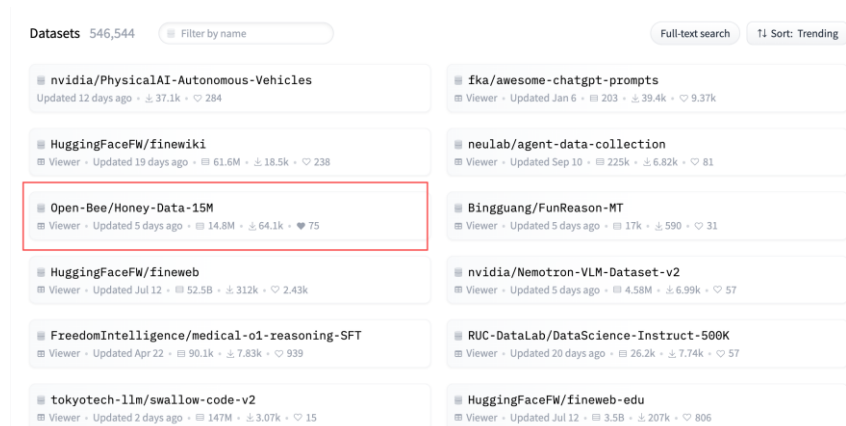 Datasets 546,544 Filter by name Full-text search ↑↓ Sort: Trending
nvidia/PhysicalAI-Autonomous-Vehicles
Updated 12 days ago • 37.1k • 284
fka/awesome-chatgpt-prompts
Viewer • Updated Jan 6 • 203 • 39.4k • 9.37k
HuggingFaceFW/finewiki
Viewer • Updated 19 days ago • 61.6M • 18.5k • 238
neulab/agent-data-collection
Viewer • Updated Sep 10 • 225k • 6.82k • 81
Open-Bee/Honey-Data-15M
Viewer • Updated 5 days ago • 14.8M • 64.1k • 75
Bingguang/FunReason-MT
Viewer • Updated 5 days ago • 17k • 590 • 31
HuggingFaceFW/fineweb
Viewer • Updated Jul 12 • 52.5B • 312k • 2.43k
nvidia/Nemotron-VLM-Dataset-v2
Viewer • Updated 5 days ago • 4.58M • 6.99k • 57
FreedomIntelligence/medical-o1-reasoning-SFT
Viewer • Updated Apr 22 • 90.1k • 7.83k • 939
RUC-DataLab/DataScience-Instruct-500K
Viewer • Updated 20 days ago • 26.2k • 7.74k • 57
tokyotech-llm/swallow-code-v2
Viewer • Updated 2 days ago • 147M • 3.07k • 15
HuggingFaceFW/fineweb-edu
Viewer • Updated Jul 12 • 3.5B • 207k • 806